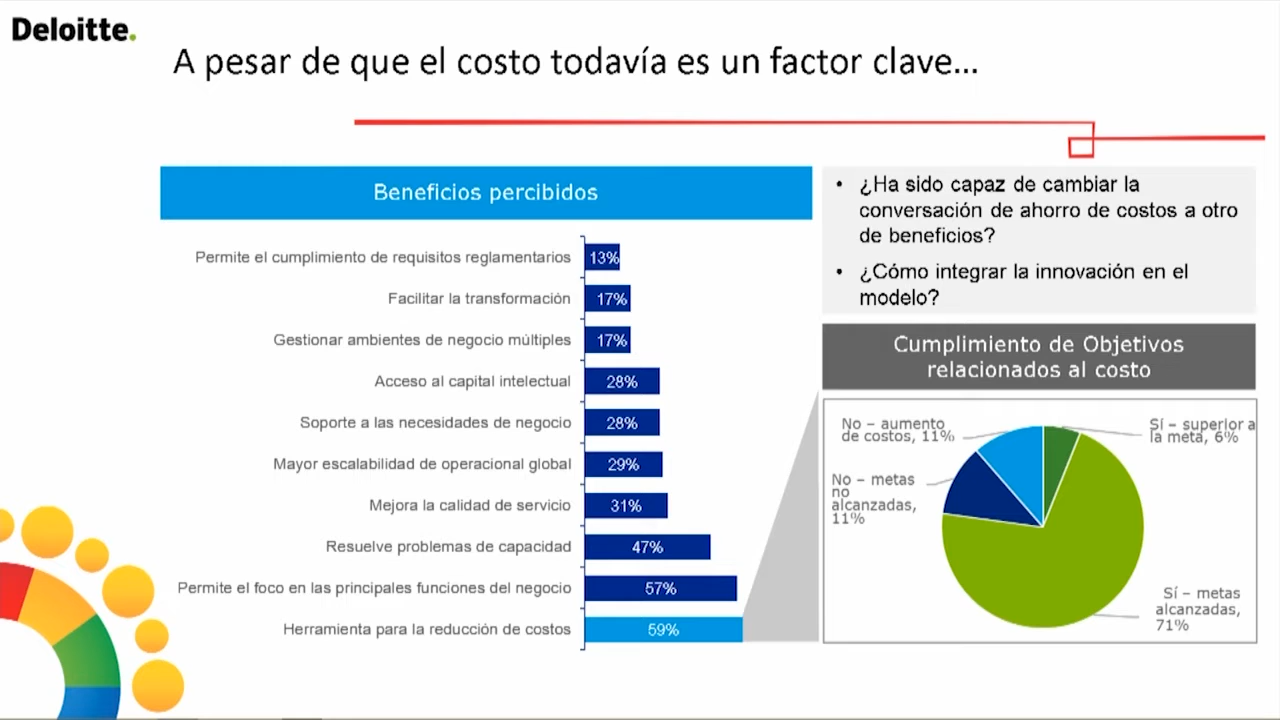 Deloitte.
A pesar de que el costo todavía es un factor clave...
Beneficios percibidos
Permite el cumplimiento de requisitos reglamentarios 13%
Facilitar la transformación 17%
Gestionar ambientes de negocio múltiples 17%
Acceso al capital intelectual 28%
Soporte a las necesidades de negocio 28%
Mayor escalabilidad de operacional global 29%
Mejora la calidad de servicio 31%
Resuelve problemas de capacidad 47%
Permite el foco en las principales funciones del negocio 57%
Herramienta para la reducción de costos 59%
• ¿Ha sido capaz de cambiar la
conversación de ahorro de costos a otro
de beneficios?
• ¿Cómo integrar la innovación en el
modelo?
Cumplimiento de Objetivos
relacionados al costo
No – aumento
de costos, 11%
Sí – superior a
la meta, 6%
No – metas
no
alcanzadas,
11%
Sí – metas
alcanzadas,
71%